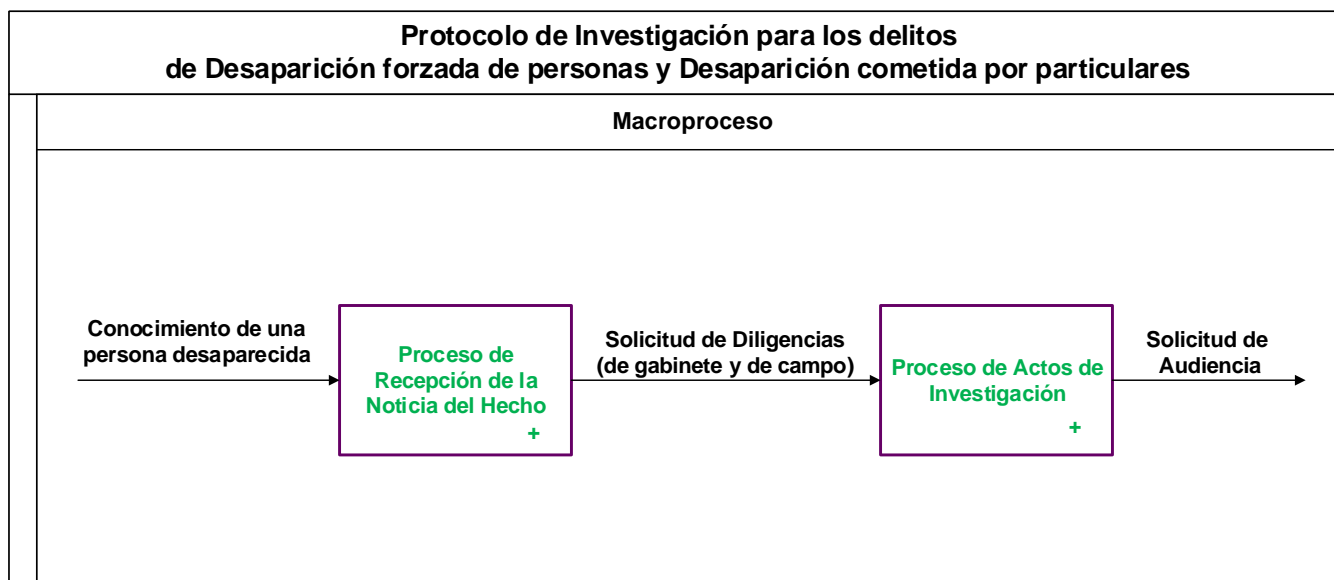 Protocolo de Investigación para los delitos
de Desaparición forzada de personas y Desaparición cometida por particulares
Macroproceso
Conocimiento de una
persona desaparecida
Proceso de
Recepción de la
Noticia del Hecho
+
Solicitud de Diligencias
(de gabinete y de campo)
Proceso de Actos de
Investigación
+
Solicitud de
Audiencia